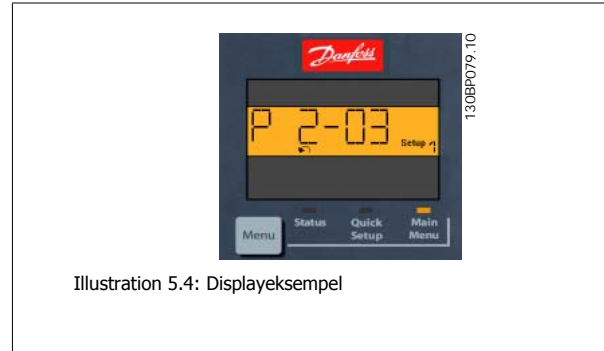 Danfoss
130BP079.10
P 2-03
Setup 1
Menu
Status
Quick Setup
Main Menu
Illustration 5.4: Displayeksempel